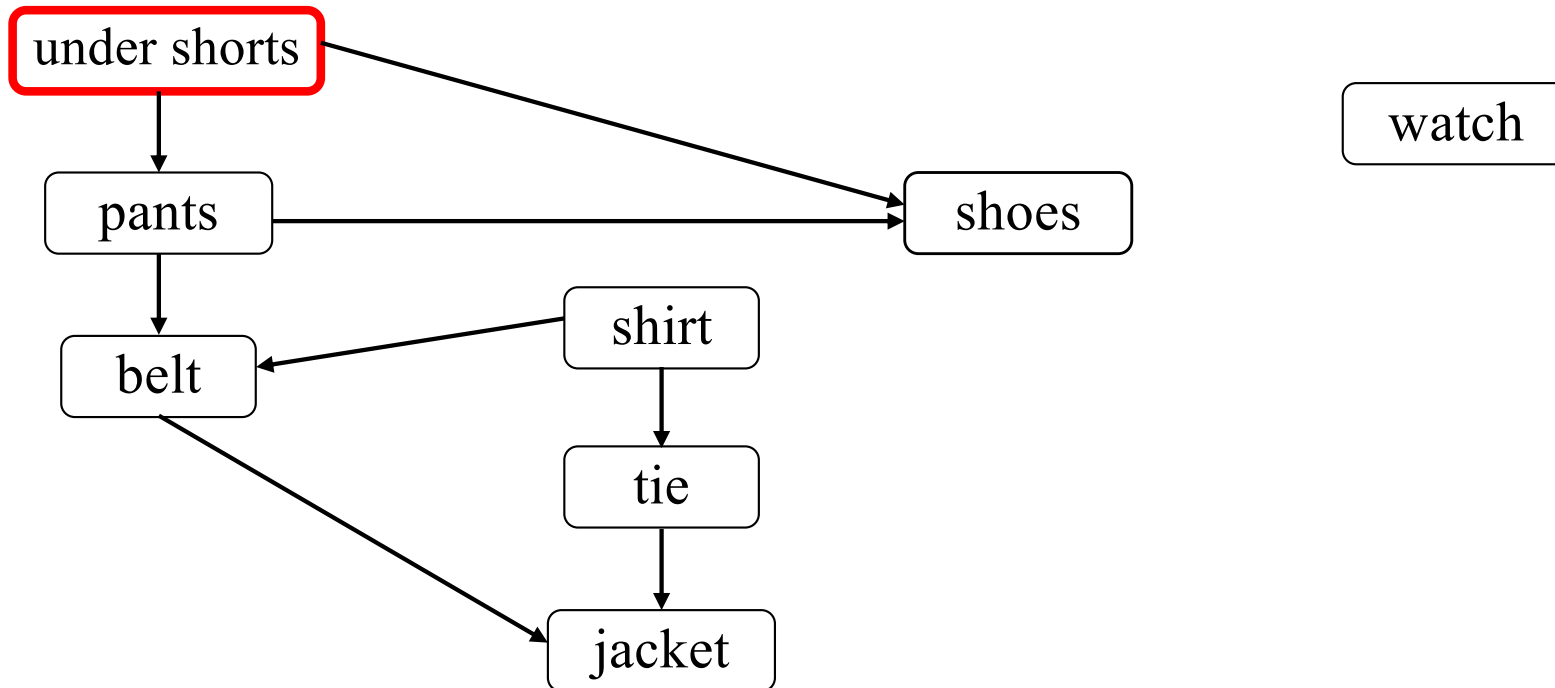 under shorts
watch
pants
shoes
shirt
belt
tie
jacket